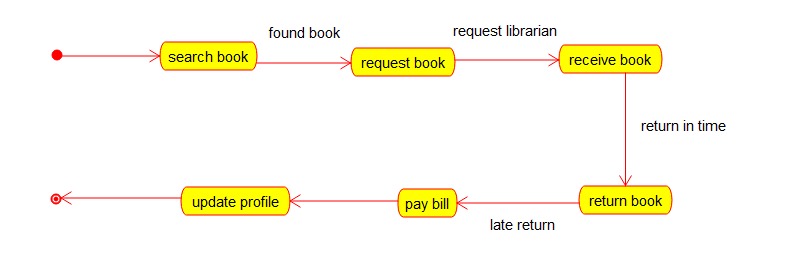 found book
request librarian
search book
request book
receive book
return in time
update profile
pay bill
return book
late return